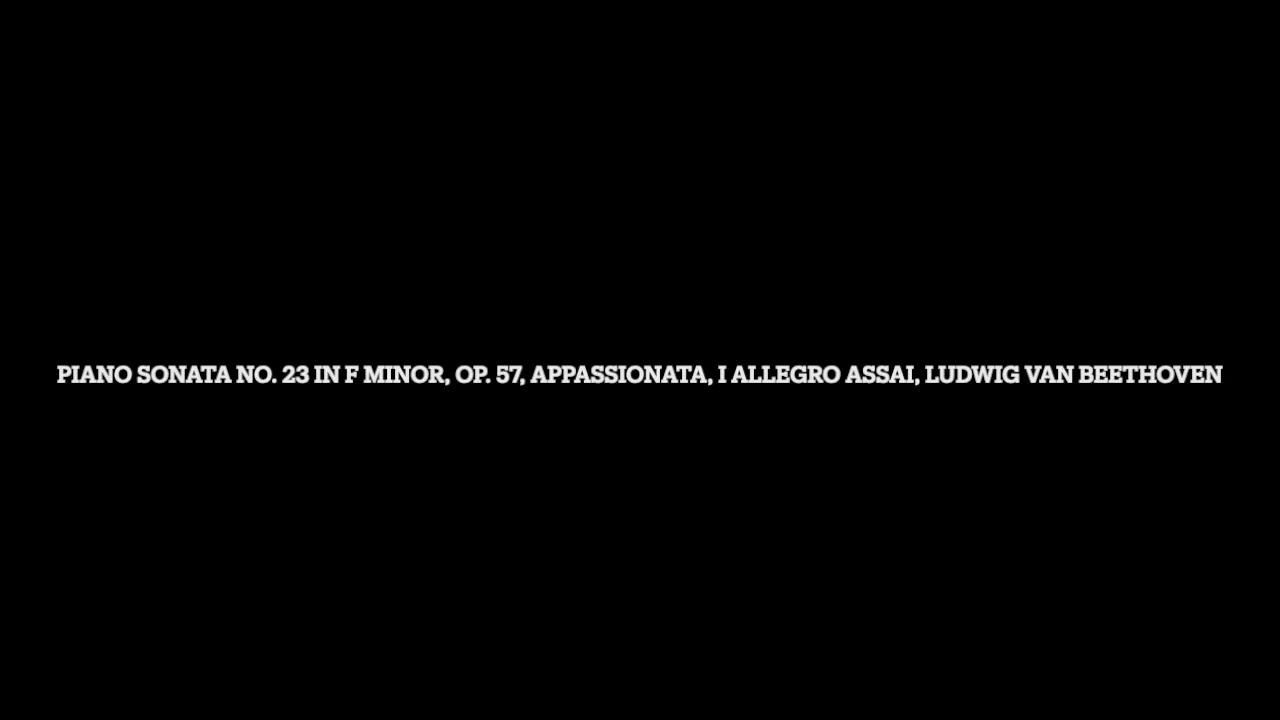 PIANO SONATA NO. 23 IN F MINOR, OP. 57, APPASSIONATA, I ALLEGRO ASSAI, LUDWIG VAN BEETHOVEN